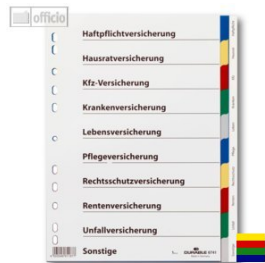 officio
Haftpflichtversicherung
Hausratversicherung
Kfz-Versicherung
Krankenversicherung
Lebensversicherung
Pflegeversicherung
Rechtsschutzversicherung
Rentenversicherung
Unfallversicherung
Sonstige
DURABLE